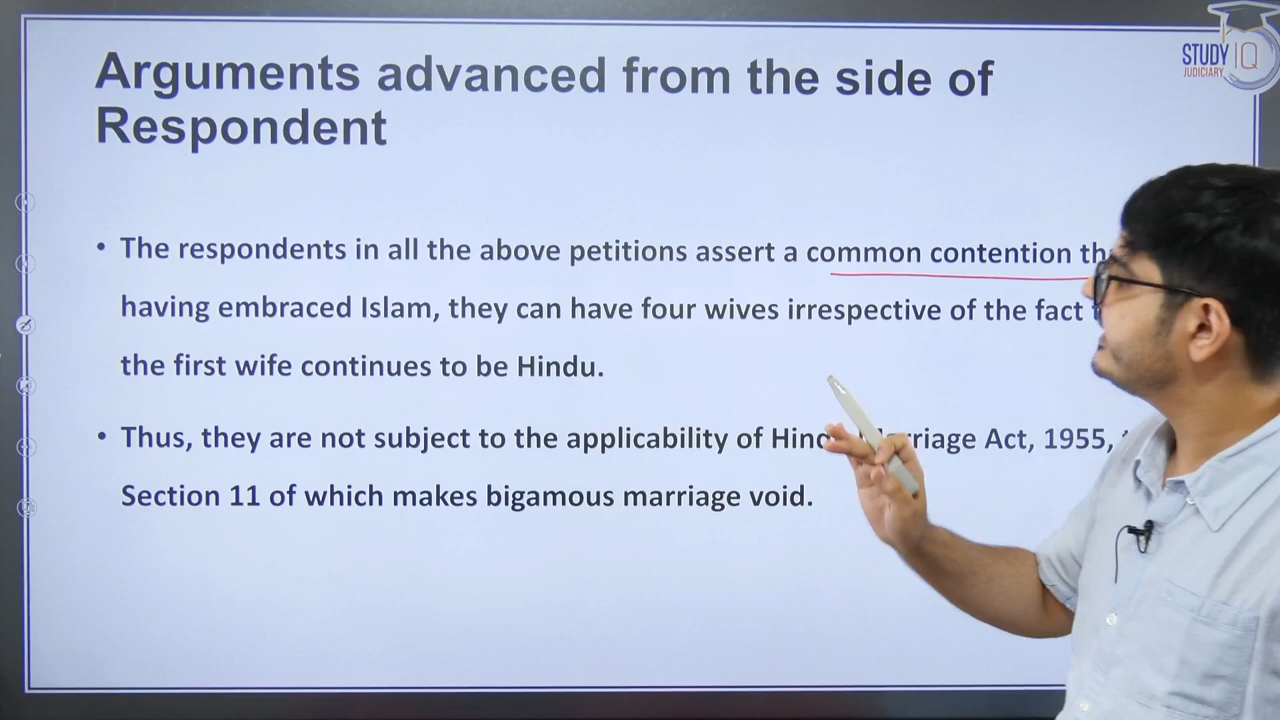 Arguments advanced from the side of
Respondent
STUDY IQ
JUDICIARY
• The respondents in all the above petitions assert a common contention
having embraced Islam, they can have four wives irrespective of the fact
the first wife continues to be Hindu.
• Thus, they are not subject to the applicability of Act, 1955,
Section 11 of which makes bigamous marriage void.